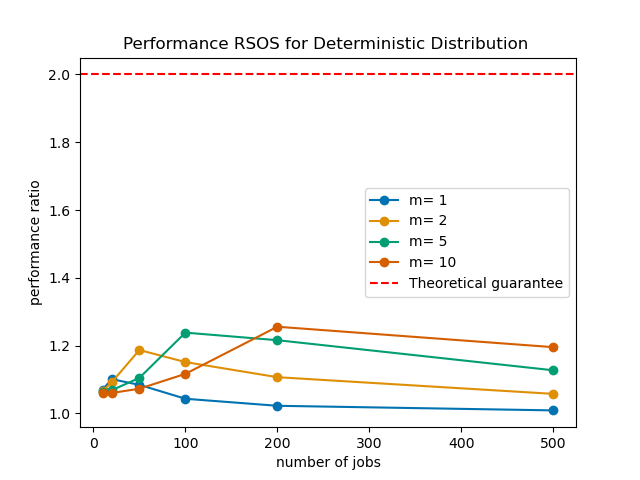 Performance RSOS for Deterministic Distribution
performance ratio
2.0
1.8
1.6
1.4
1.2
1.0
m= 1
m= 2
m= 5
m= 10
Theoretical guarantee
0 100 200 300 400 500
number of jobs